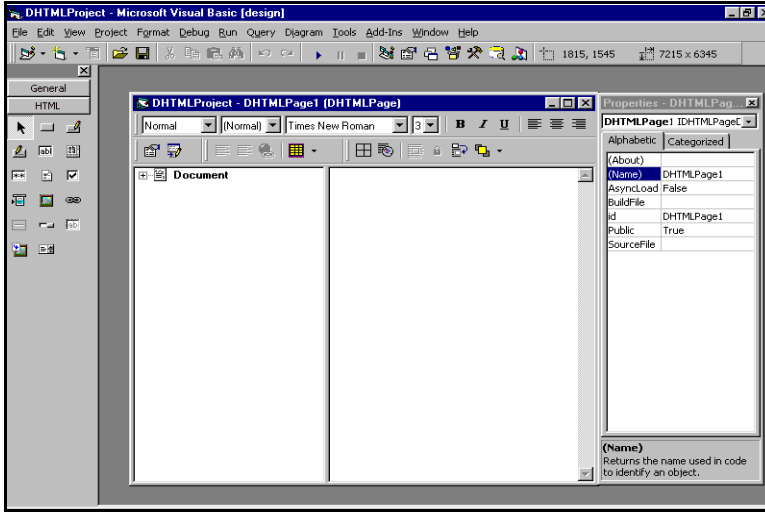 DHTMLProject - Microsoft Visual Basic [design]
File Edit View Project Format Debug Run Query Diagram Tools Add-Ins Window Help
1815, 1545 7215 x 6345
General
HTML
DHTMLProject - DHTMLPage1 (DHTMLPage)
Normal (Normal) Times New Roman 3 B I U
Document
Properties - DHTMLPag...
DHTMLPage1 IDHTMLPage
Alphabetic Categorized
(About)
(Name) DHTMLPage1
AsyncLoad False
BuildFile
id DHTMLPage1
Public True
SourceFile
(Name)
Returns the name used in code
to identify an object.